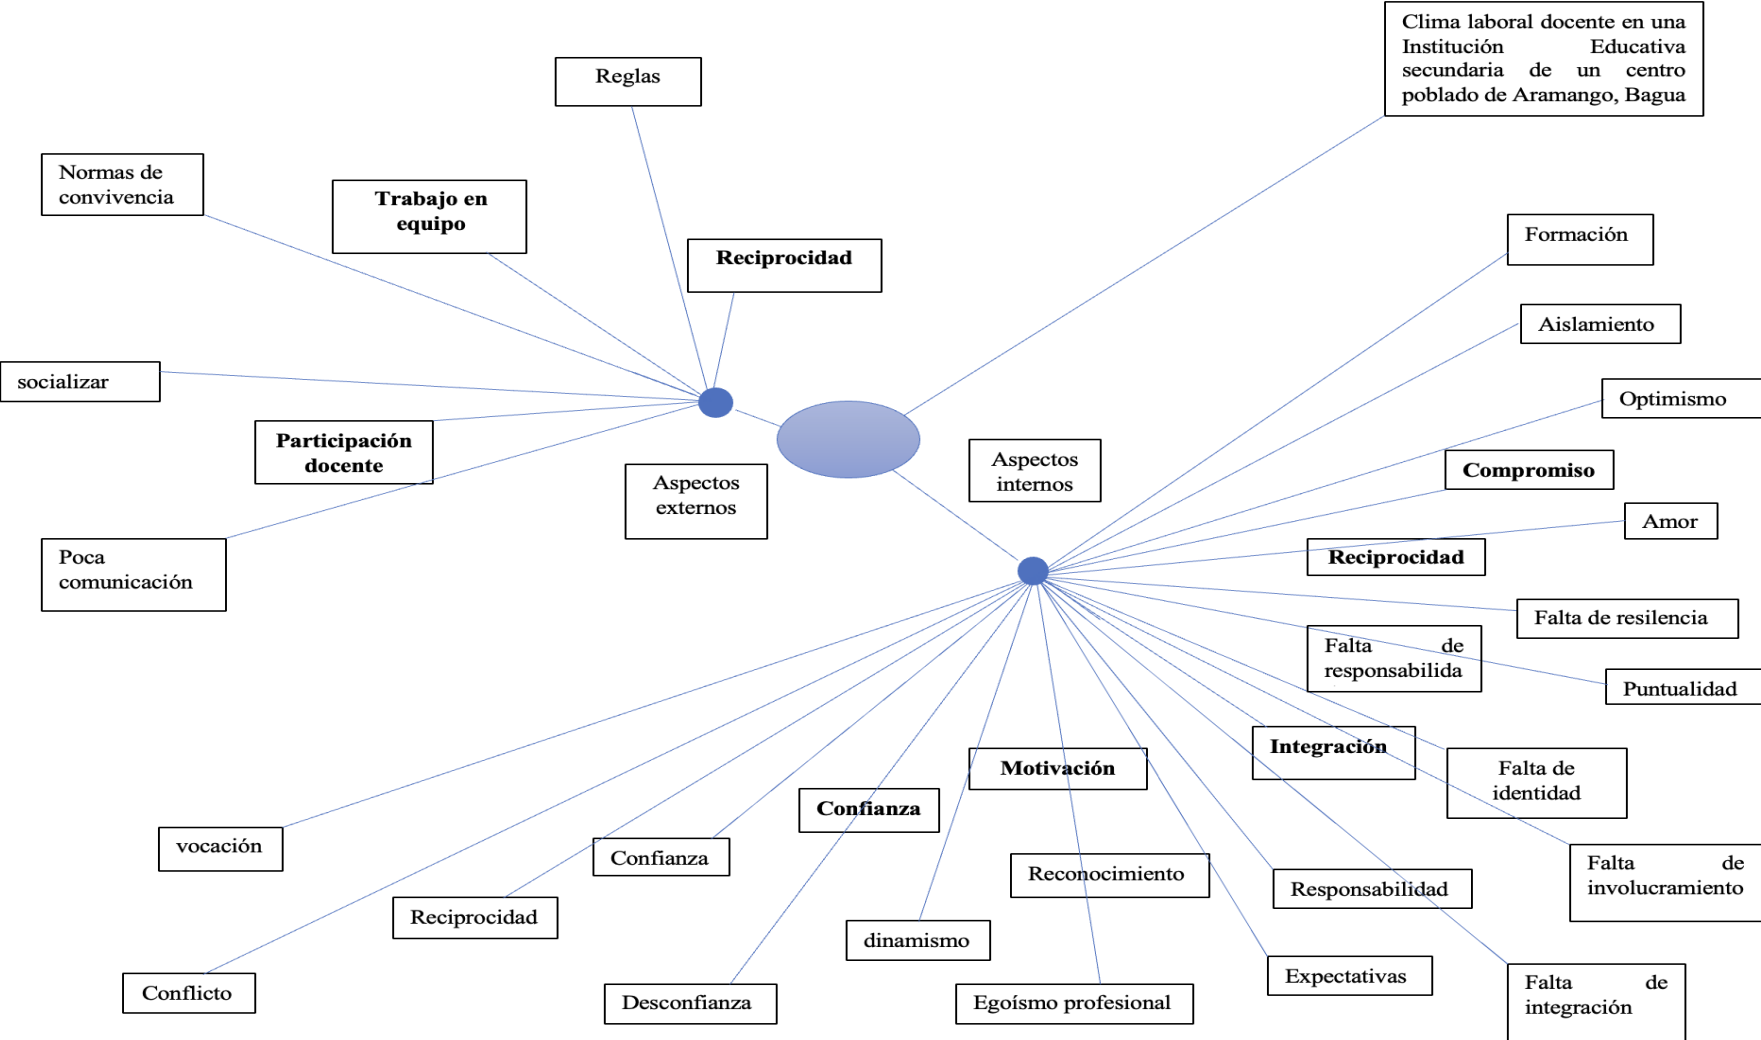 Clima laboral docente en una
Institución Educativa
secundaria de un centro
poblado de Aramango, Bagua
Reglas
Normas de
convivencia
Trabajo en
equipo
Reciprocidad
Formación
Aislamiento
socializar
Optimismo
Participación
docente
Aspectos
externos
Aspectos
internos
Compromiso
Amor
Poca
comunicación
Reciprocidad
Falta de resilencia
Falta de
responsabilida
Puntualidad
Integración
Motivación
Falta de
identidad
Confianza
vocación
Confianza
Reconocimiento
Responsabilidad
Falta de
involucramiento
Reciprocidad
dinamismo
Expectativas
Conflicto
Desconfianza
Egoísmo profesional
Falta de
integración